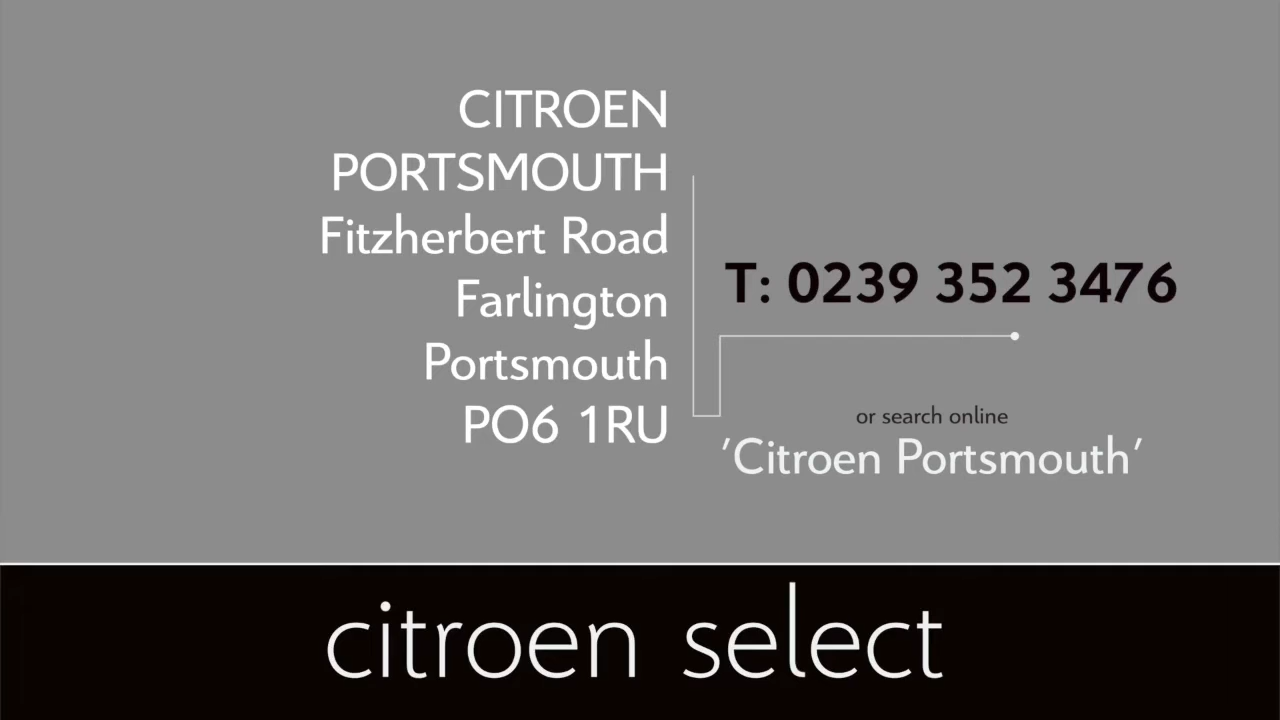 CITROEN
PORTSMOUTH
Fitzherbert Road
Farlington
Portsmouth
PO6 1RU
T: 0239 352 3476
or search online
'Citroen Portsmouth'
citroen select